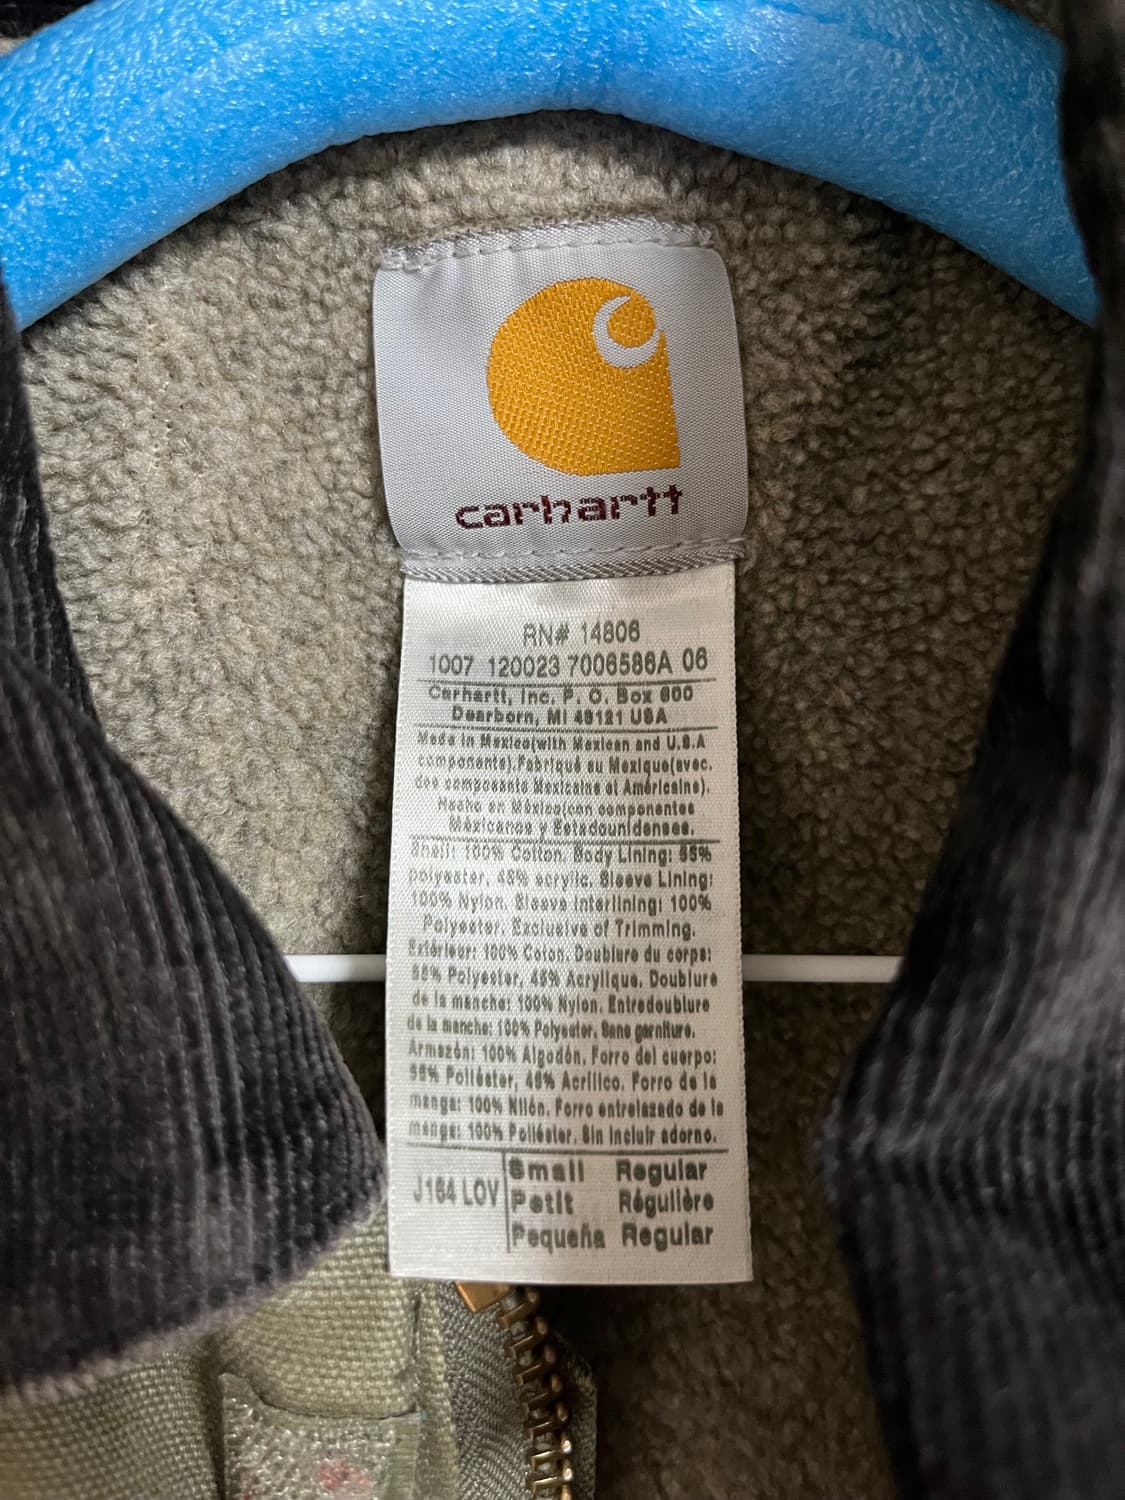 carhartt
RN# 14806
1007 120023 7006586A 06
Carhartt, Inc. P. O. Box 600
Dearborn, MI 48121 USA
Made in Mexico(with Mexican and U.S.A
components).Fabriqué au Mexique(avec.
des composants Mexicains et Américains).
Hecho en México(con componentes
Méxicanos y Estadounidenses.
Shell: 100% Cotton. Body Lining: 55%
polyester, 45% acrylic. Sleeve Lining:
100% Nylon. Sleeve Interlining: 100%
Polyester. Exclusive of Trimming.
Extérieur: 100% Coton. Doublure du corps:
55% Polyester, 45% Acrylique. Doublure
de la manche: 100% Nylon. Entredoublure
de la manche: 100% Polyester. Sans garniture.
Armazón: 100% Algodón. Forro del cuerpo:
55% Poliéster, 45% Acrílico. Forro de la
manga: 100% Nilón. Forro entrelazado de la
manga: 100% Poliéster. Sin incluir adorno.
J164 LOV
Small Regular
Petit Régulière
Pequeña Regular